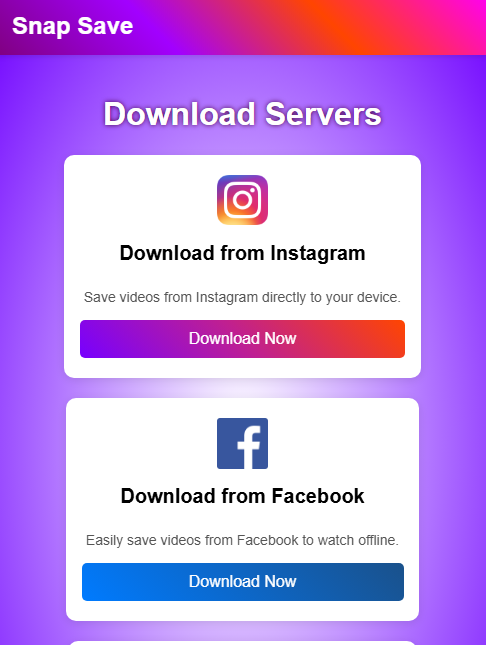 Snap Save
Download Servers
Download from Instagram
Save videos from Instagram directly to your device.
Download Now
Download from Facebook
Easily save videos from Facebook to watch offline.
Download Now